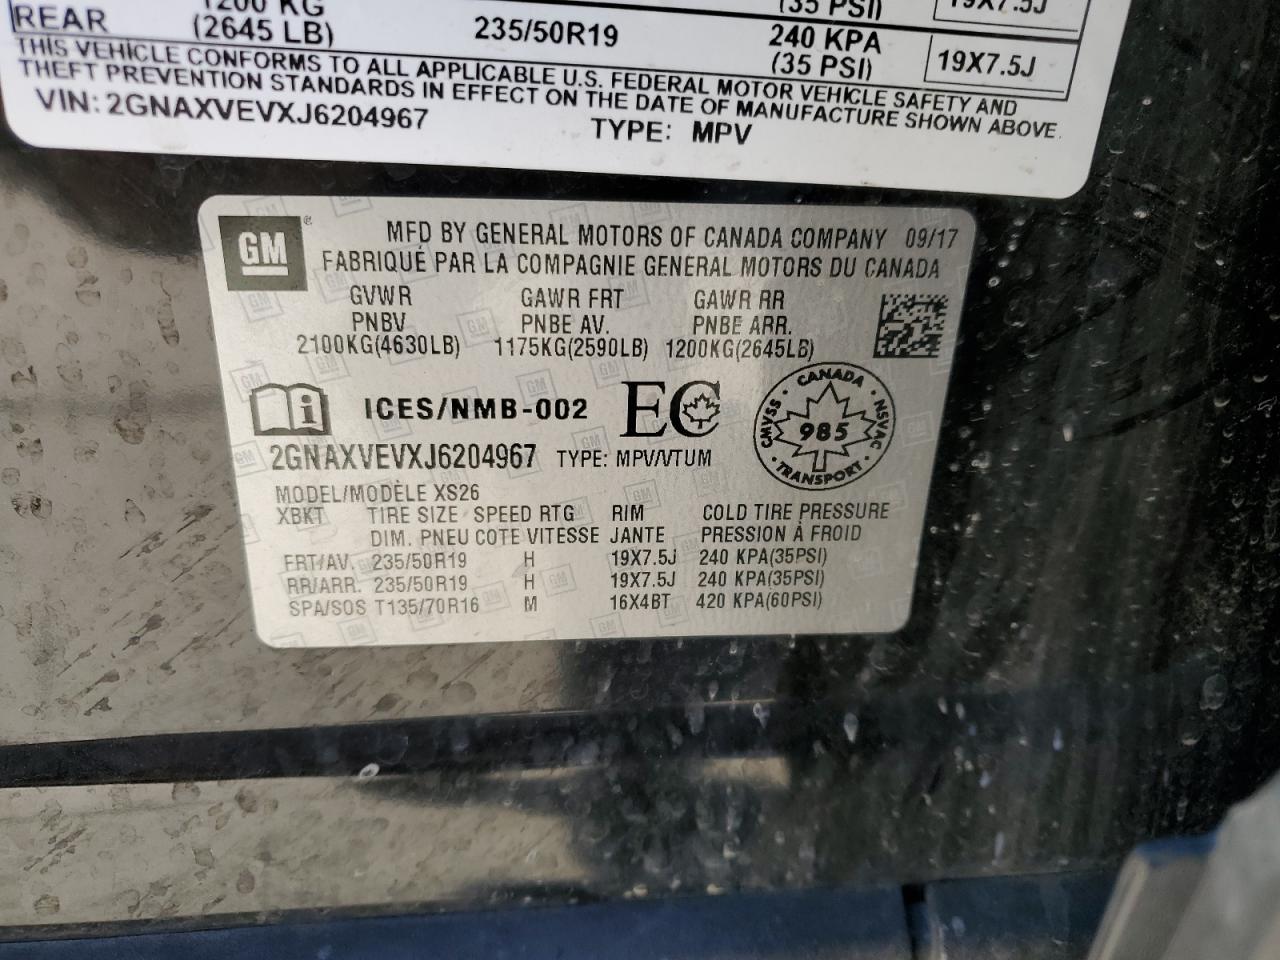 1200 KG (35 PSI) 19X7.5J
REAR (2645 LB) 235/50R19 240 KPA
(35 PSI) 19X7.5J
THIS VEHICLE CONFORMS TO ALL APPLICABLE U.S. FEDERAL MOTOR VEHICLE SAFETY AND
THEFT PREVENTION STANDARDS IN EFFECT ON THE DATE OF MANUFACTURE SHOWN ABOVE.
VIN: 2GNAXVEVXJ6204967 TYPE: MPV
GM ® MFD BY GENERAL MOTORS OF CANADA COMPANY 09/17
FABRIQUÉ PAR LA COMPAGNIE GENERAL MOTORS DU CANADA
GVWR GAWR FRT GAWR RR
PNBV PNBE AV. PNBE ARR.
2100KG(4630LB) 1175KG(2590LB) 1200KG(2645LB)
i ICES/NMB-002 EC
CANADA CMVSS NSVAC 985 TRANSPORT
2GNAXVEVXJ6204967 TYPE: MPV/VTUM
MODEL/MODÈLE XS26
XBKT TIRE SIZE SPEED RTG RIM COLD TIRE PRESSURE
DIM. PNEU COTE VITESSE JANTE PRESSION À FROID
FRT/AV. 235/50R19 H 19X7.5J 240 KPA(35PSI)
RR/ARR. 235/50R19 H 19X7.5J 240 KPA(35PSI)
SPA/SOS T135/70R16 M 16X4BT 420 KPA(60PSI)